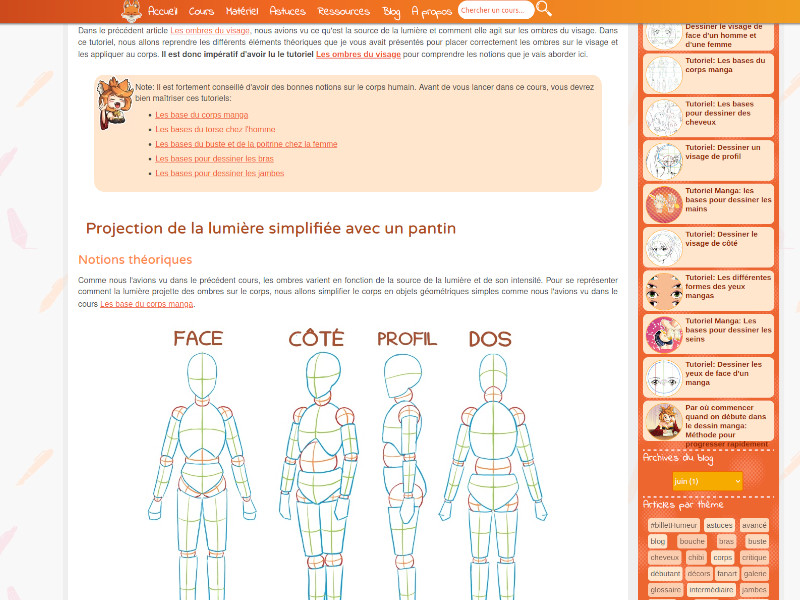 Accueil Cours Matériel Astuces Ressources Blog A propos Chercher un cours...
Dans le précédent article Les ombres du visage, nous avions vu ce qu'est la source de la lumière et comment elle agit sur les ombres du visage. Dans
ce tutoriel, nous allons reprendre les différents éléments théoriques que je vous avait présentés pour placer correctement les ombres sur le visage et
les appliquer au corps. Il est donc impératif d'avoir lu le tutoriel Les ombres du visage pour comprendre les notions que je vais aborder ici.
Note: Il est fortement conseillé d'avoir des bonnes notions sur le corps humain. Avant de vous lancer dans ce cours, vous devrez
bien maîtriser ces tutoriels:
Les base du corps manga
Les bases du torse chez l'homme
Les bases du buste et de la poitrine chez la femme
Les bases pour dessiner les bras
Les bases pour dessiner les jambes
Projection de la lumière simplifiée avec un pantin
Notions théoriques
Comme nous l'avions vu dans le précédent cours, les ombres varient en fonction de la source de la lumière et de son intensité. Pour se représenter
comment la lumière projette des ombres sur le corps, nous allons simplifier le corps en objets géométriques simples comme nous l'avions vu dans le
cours Les base du corps manga.
FACE CÔTÉ PROFIL DOS
Dessiner le visage de
face d'un homme et
d'une femme
Tutoriel: Les bases du
corps manga
Tutoriel: Les bases
pour dessiner des
cheveux
Tutoriel: Dessiner un
visage de profil
Tutoriel Manga: les
bases pour dessiner les
mains
Tutoriel: Dessiner le
visage de côté
Tutoriel: Les différentes
formes des yeux
mangas
Tutoriel Manga: Les
bases pour dessiner les
seins
Tutoriel: Dessiner les
yeux de face d'un
manga
Par où commencer
quand on débute dans
le dessin manga:
Méthode pour
progresser rapidement
Archives du blog
juin (1)
Articles par thème
#billetHumeur astuces avancé
blog bouche bras buste
cheveux chibi corps critique
débutant décors fanart galerie
glossaire intermédiaire jambes